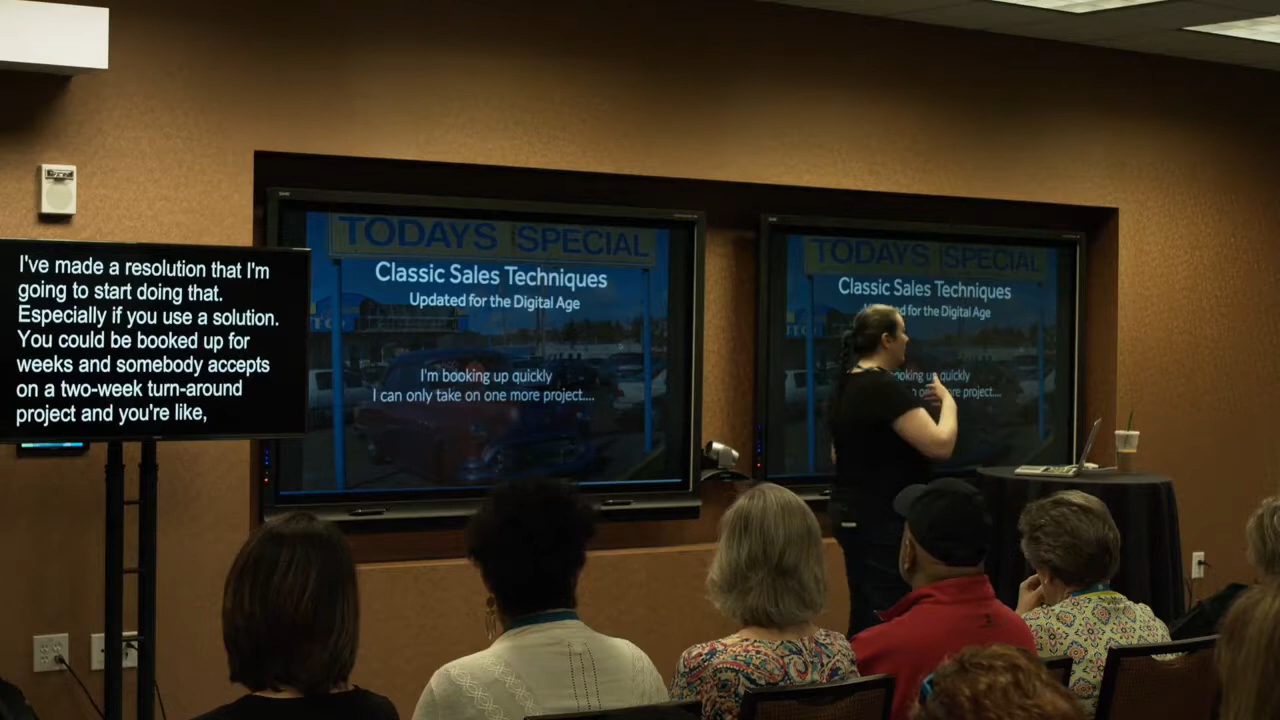 I've made a resolution that I'm
going to start doing that.
Especially if you use a solution.
You could be booked up for
weeks and somebody accepts
on a two-week turn-around
project and you're like,
TODAYS SPECIAL
Classic Sales Techniques
Updated for the Digital Age
I'm booking up quickly
I can only take on one more project....
TODAYS SPECIAL
Classic Sales Techniques
ed for the Digital Age
ooking up quickly
one more project....